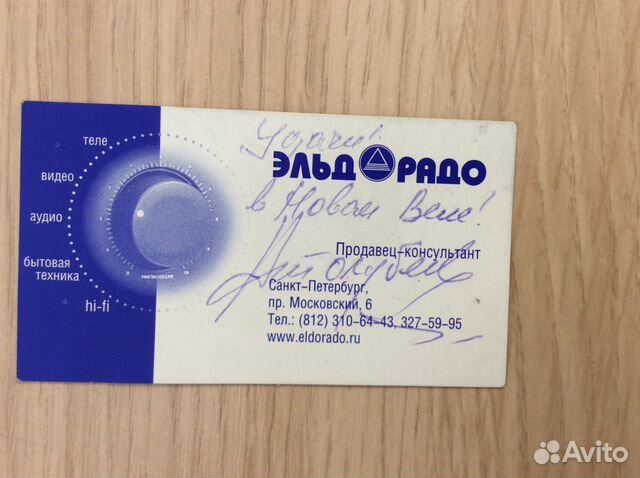 теле
видео
аудио
бытовая
техника
hi-fi
Удачи!
ЭЛЬДОРАДО
в Новом Веке!
Продавец-консультант
Санкт-Петербург,
пр. Московский, 6
Тел.: (812) 310-64-43, 327-59-95
www.eldorado.ru
Avito